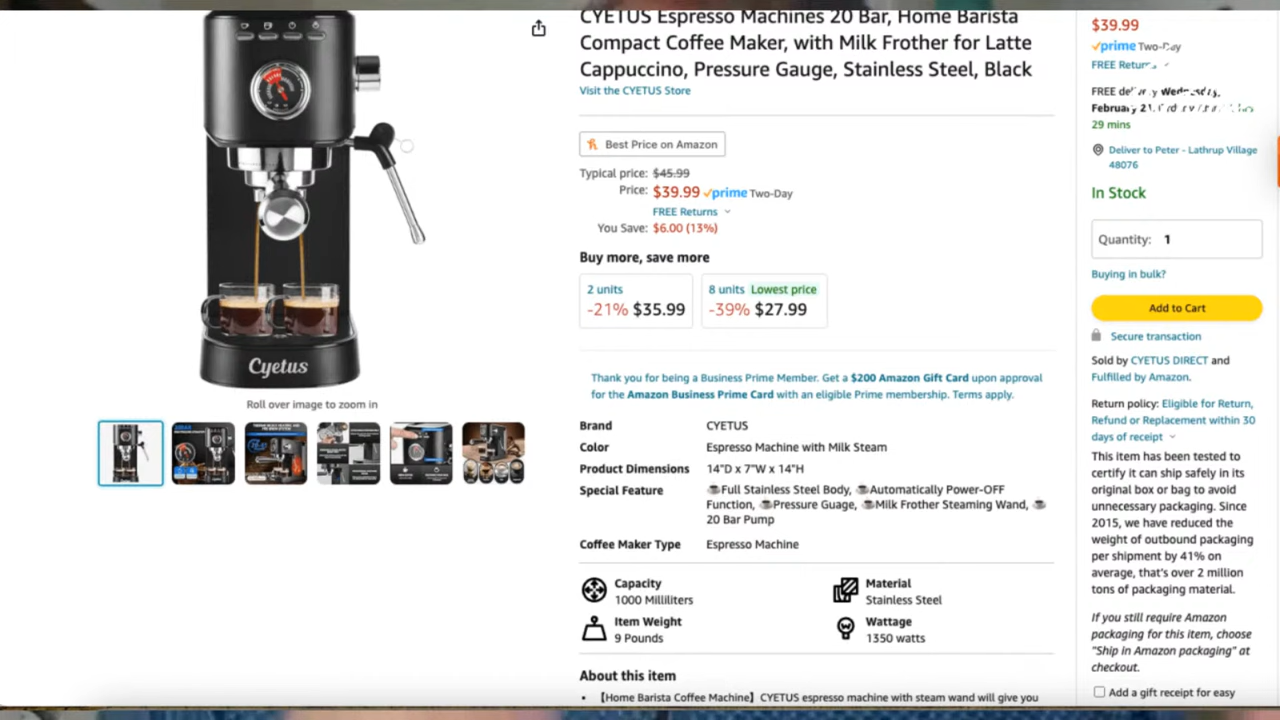 CYETUS Espresso Machines 20 Bar, Home Barista
Compact Coffee Maker, with Milk Frother for Latte
Cappuccino, Pressure Gauge, Stainless Steel, Black
Visit the CYETUS Store
Best Price on Amazon
Typical price: $45.99
Price: $39.99 prime Two-Day
FREE Returns
You Save: $6.00 (13%)
Buy more, save more
2 units
-21% $35.99
8 units Lowest price
-39% $27.99
Thank you for being a Business Prime Member. Get a $200 Amazon Gift Card upon approval
for the Amazon Business Prime Card with an eligible Prime membership. Terms apply.
Cyetus
Roll over image to zoom in
Brand CYETUS
Color Espresso Machine with Milk Steam
Product Dimensions 14"D x 7"W x 14"H
Special Feature ☕Full Stainless Steel Body, ☕Automatically Power-OFF
Function, ☕Pressure Guage, ☕Milk Frother Steaming Wand, ☕
20 Bar Pump
Coffee Maker Type Espresso Machine
Capacity
1000 Milliliters
Material
Stainless Steel
Item Weight
9 Pounds
Wattage
1350 watts
About this item
• 【Home Barista Coffee Machine】CYETUS espresso machine with steam wand will give you
$39.99
prime Two-Day
FREE Returns
FREE
February
29 mins
Deliver to Peter - Lathrup Village
48076
In Stock
Quantity: 1
Buying in bulk?
Add to Cart
Secure transaction
Sold by CYETUS DIRECT and
Fulfilled by Amazon.
Return policy: Eligible for Return,
Refund or Replacement within 30
days of receipt
This item has been tested to
certify it can ship safely in its
original box or bag to avoid
unnecessary packaging. Since
2015, we have reduced the
weight of outbound packaging
per shipment by 41% on
average, that's over 2 million
tons of packaging material.
If you still require Amazon
packaging for this item, choose
"Ship in Amazon packaging" at
checkout.
Add a gift receipt for easy